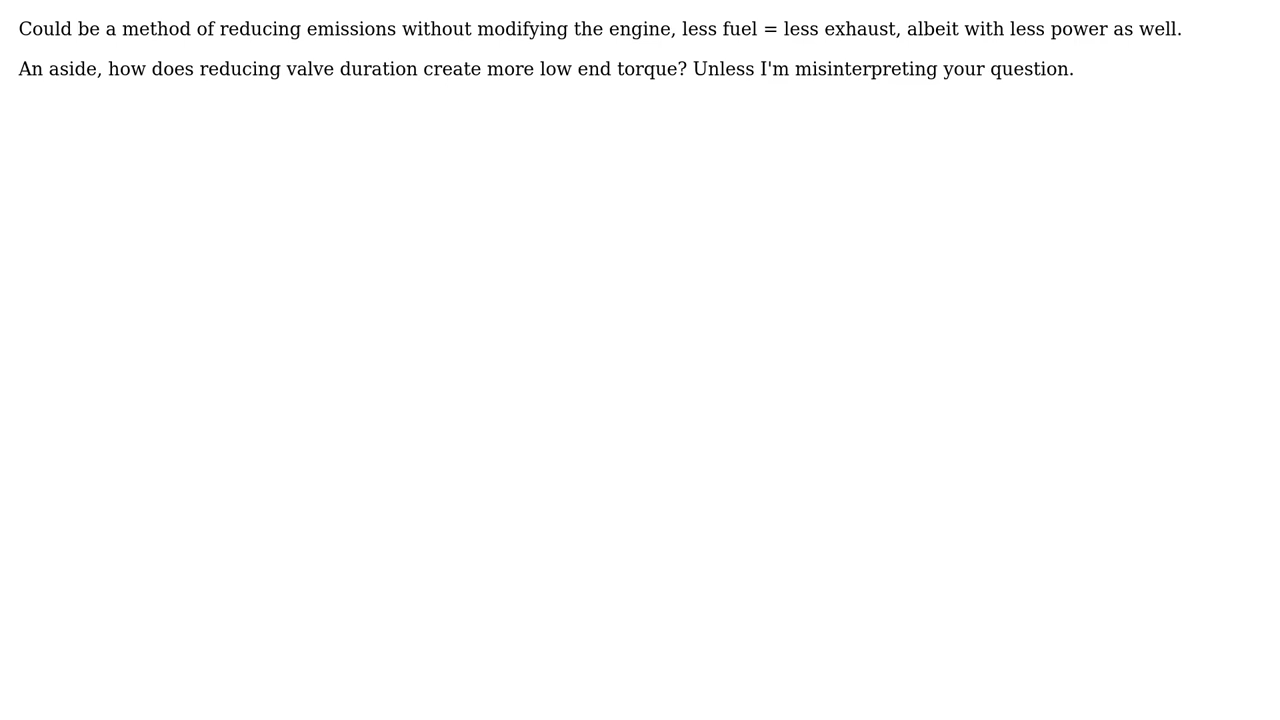 Could be a method of reducing emissions without modifying the engine, less fuel = less exhaust, albeit with less power as well.
An aside, how does reducing valve duration create more low end torque? Unless I'm misinterpreting your question.